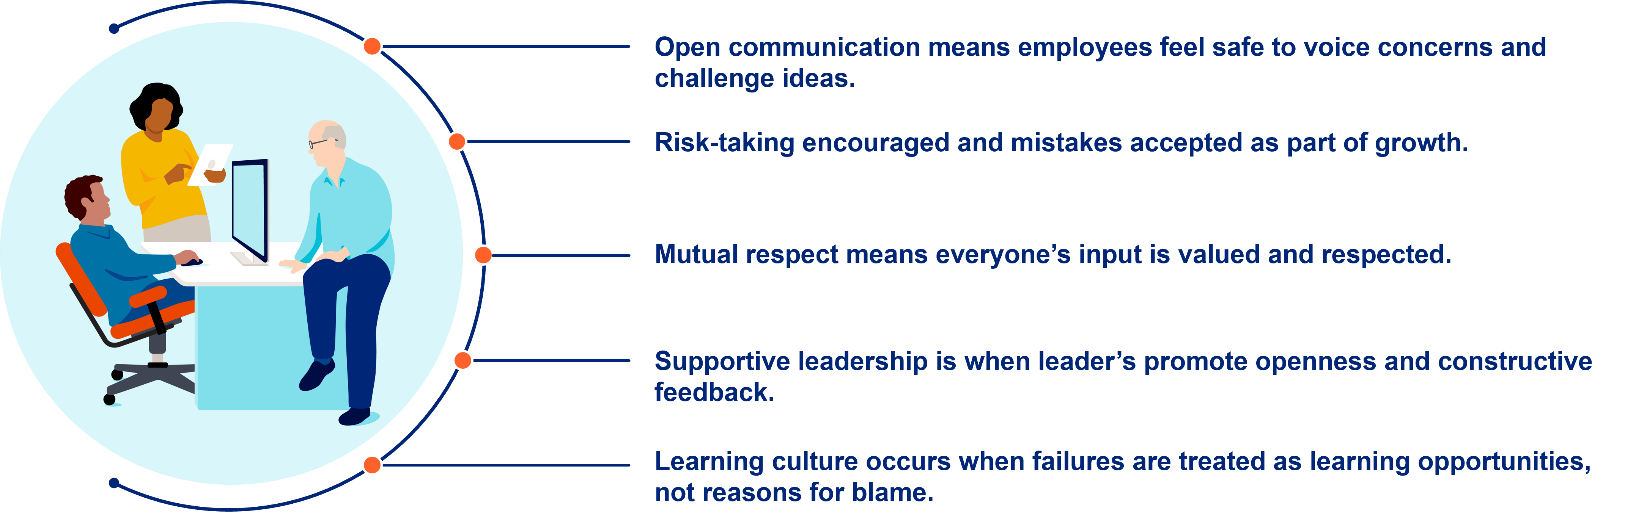 Open communication means employees feel safe to voice concerns and
challenge ideas.
Risk-taking encouraged and mistakes accepted as part of growth.
Mutual respect means everyone’s input is valued and respected.
Supportive leadership is when leader’s promote openness and constructive
feedback.
Learning culture occurs when failures are treated as learning opportunities,
not reasons for blame.